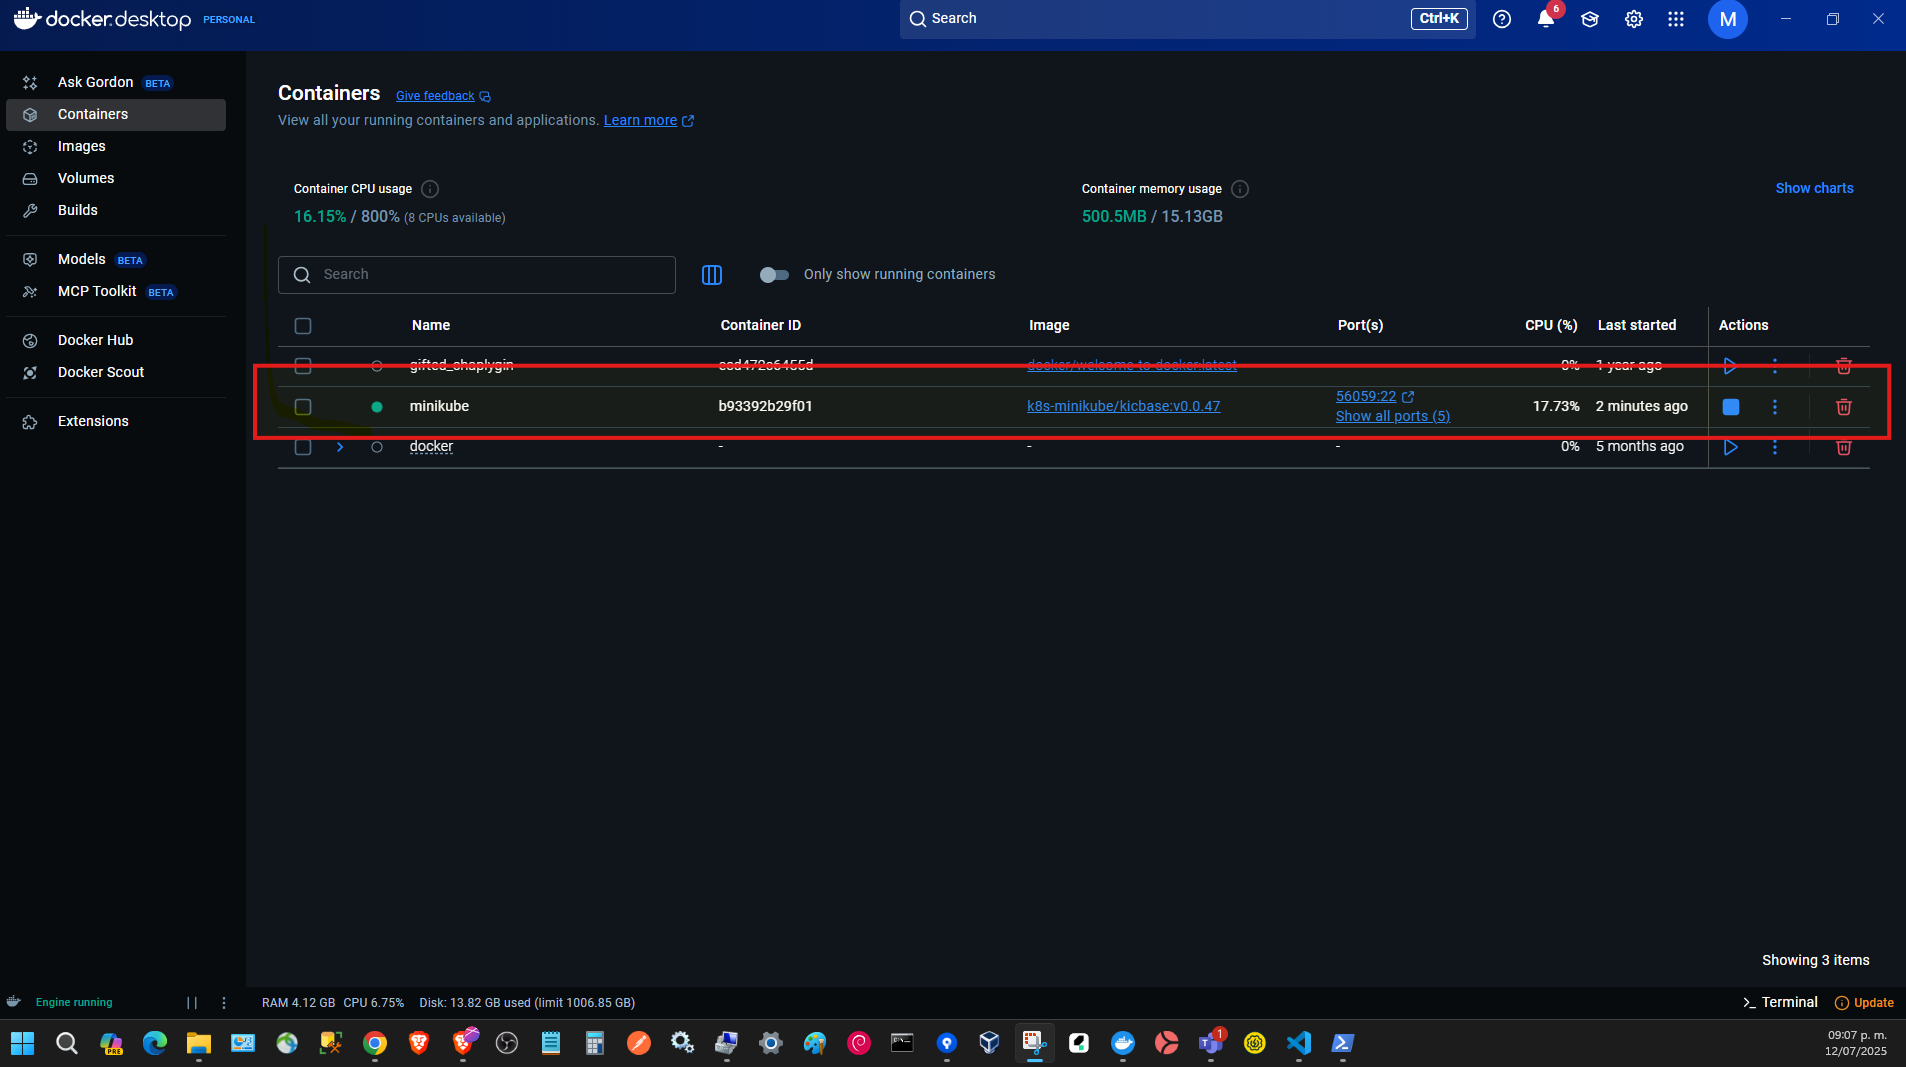 docker.desktop PERSONAL
Search
Ctrl+K
6
M
Ask Gordon BETA
Containers
Images
Volumes
Builds
Models BETA
MCP Toolkit BETA
Docker Hub
Docker Scout
Extensions
Containers Give feedback
View all your running containers and applications. Learn more
Container CPU usage
16.15% / 800% (8 CPUs available)
Container memory usage
500.5MB / 15.13GB
Show charts
Search
Only show running containers
Name Container ID Image Port(s) CPU (%) Last started Actions
gifted_chaplygin docker/welcome-to-docker:latest 0% 1 year ago
minikube b93392b29f01 k8s-minikube/kicbase:v0.0.47 56059:22 17.73% 2 minutes ago
Show all ports (5)
docker - - - 0% 5 months ago
Showing 3 items
Engine running
RAM 4.12 GB CPU 6.75% Disk: 13.82 GB used (limit 1006.85 GB)
>_ Terminal
Update
PRE
1
09:07 p. m.
12/07/2025